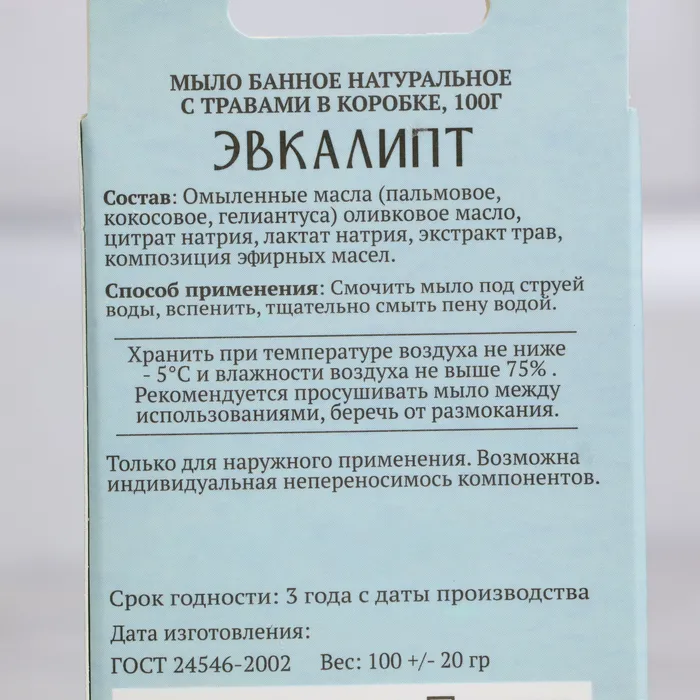 МЫЛО БАННОЕ НАТУРАЛЬНОЕ
С ТРАВАМИ В КОРОБКЕ, 100Г
ЭВКАЛИПТ
Состав: Омыленные масла (пальмовое,
кокосовое, гелиантуса) оливковое масло,
цитрат натрия, лактат натрия, экстракт трав,
композиция эфирных масел.
Способ применения: Смочить мыло под струей
воды, вспенить, тщательно смыть пену водой.
Хранить при температуре воздуха не ниже
- 5°С и влажности воздуха не выше 75% .
Рекомендуется просушивать мыло между
использованиями, беречь от размокания.
Только для наружного применения. Возможна
индивидуальная непереносимось компонентов.
Срок годности: 3 года с даты производства
Дата изготовления:
ГОСТ 24546-2002 Вес: 100 +/- 20 гр